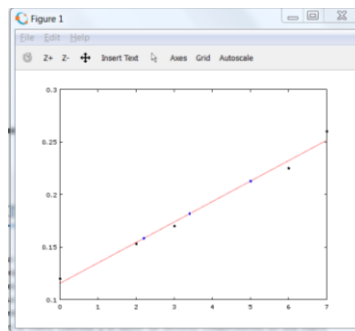 Figure 1
File Edit Help
Z+ Z- Insert Text Axes Grid Autoscale
0.3
0.25
0.2
0.15
0.1
0 1 2 3 4 5 6 7